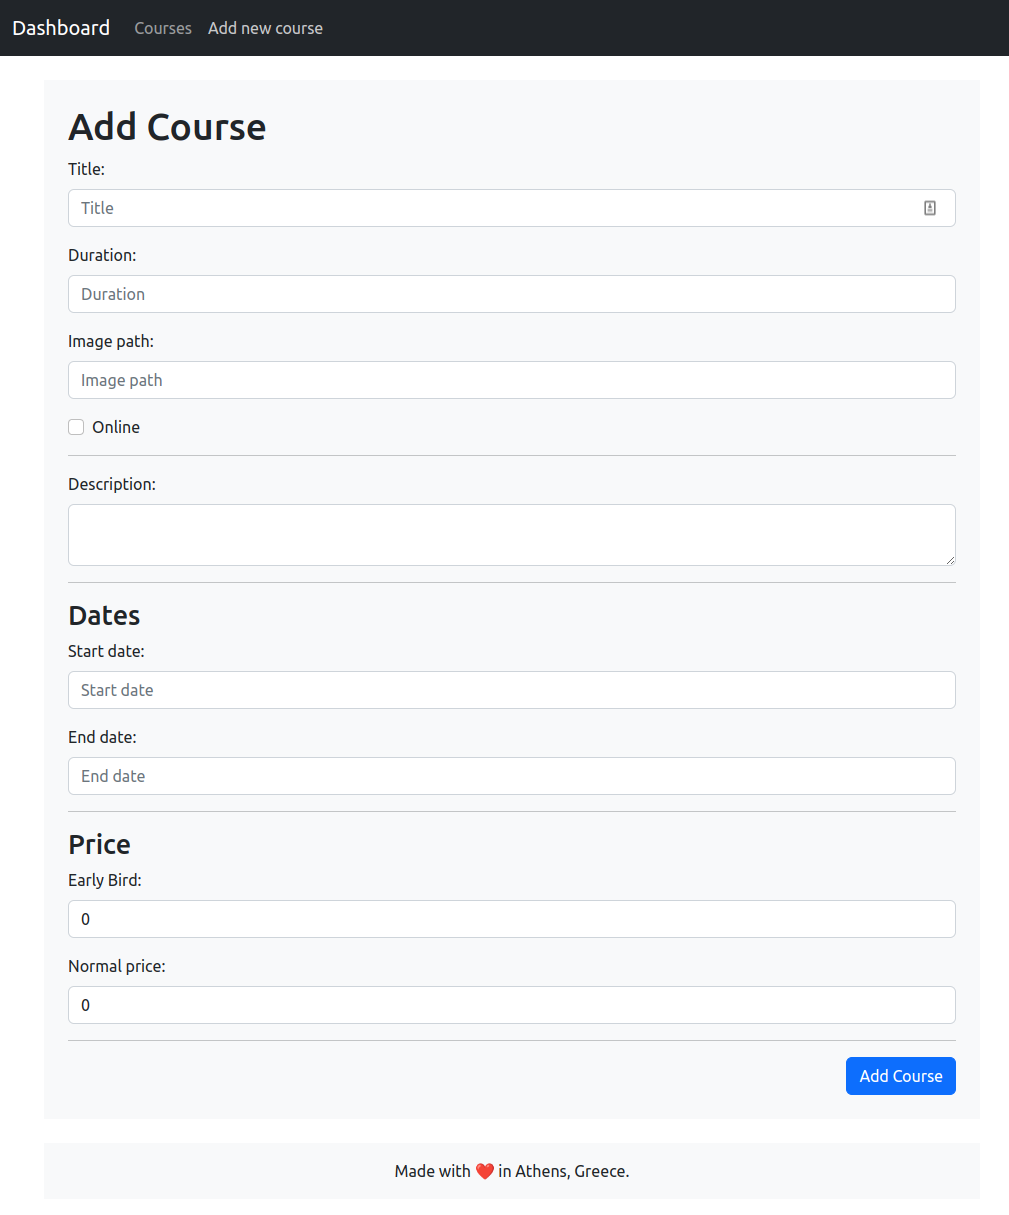 Dashboard Courses Add new course
Add Course
Title:
Title
Duration:
Duration
Image path:
Image path
Online
Description:
Dates
Start date:
Start date
End date:
End date
Price
Early Bird:
0
Normal price:
0
Add Course
Made with ❤️ in Athens, Greece.